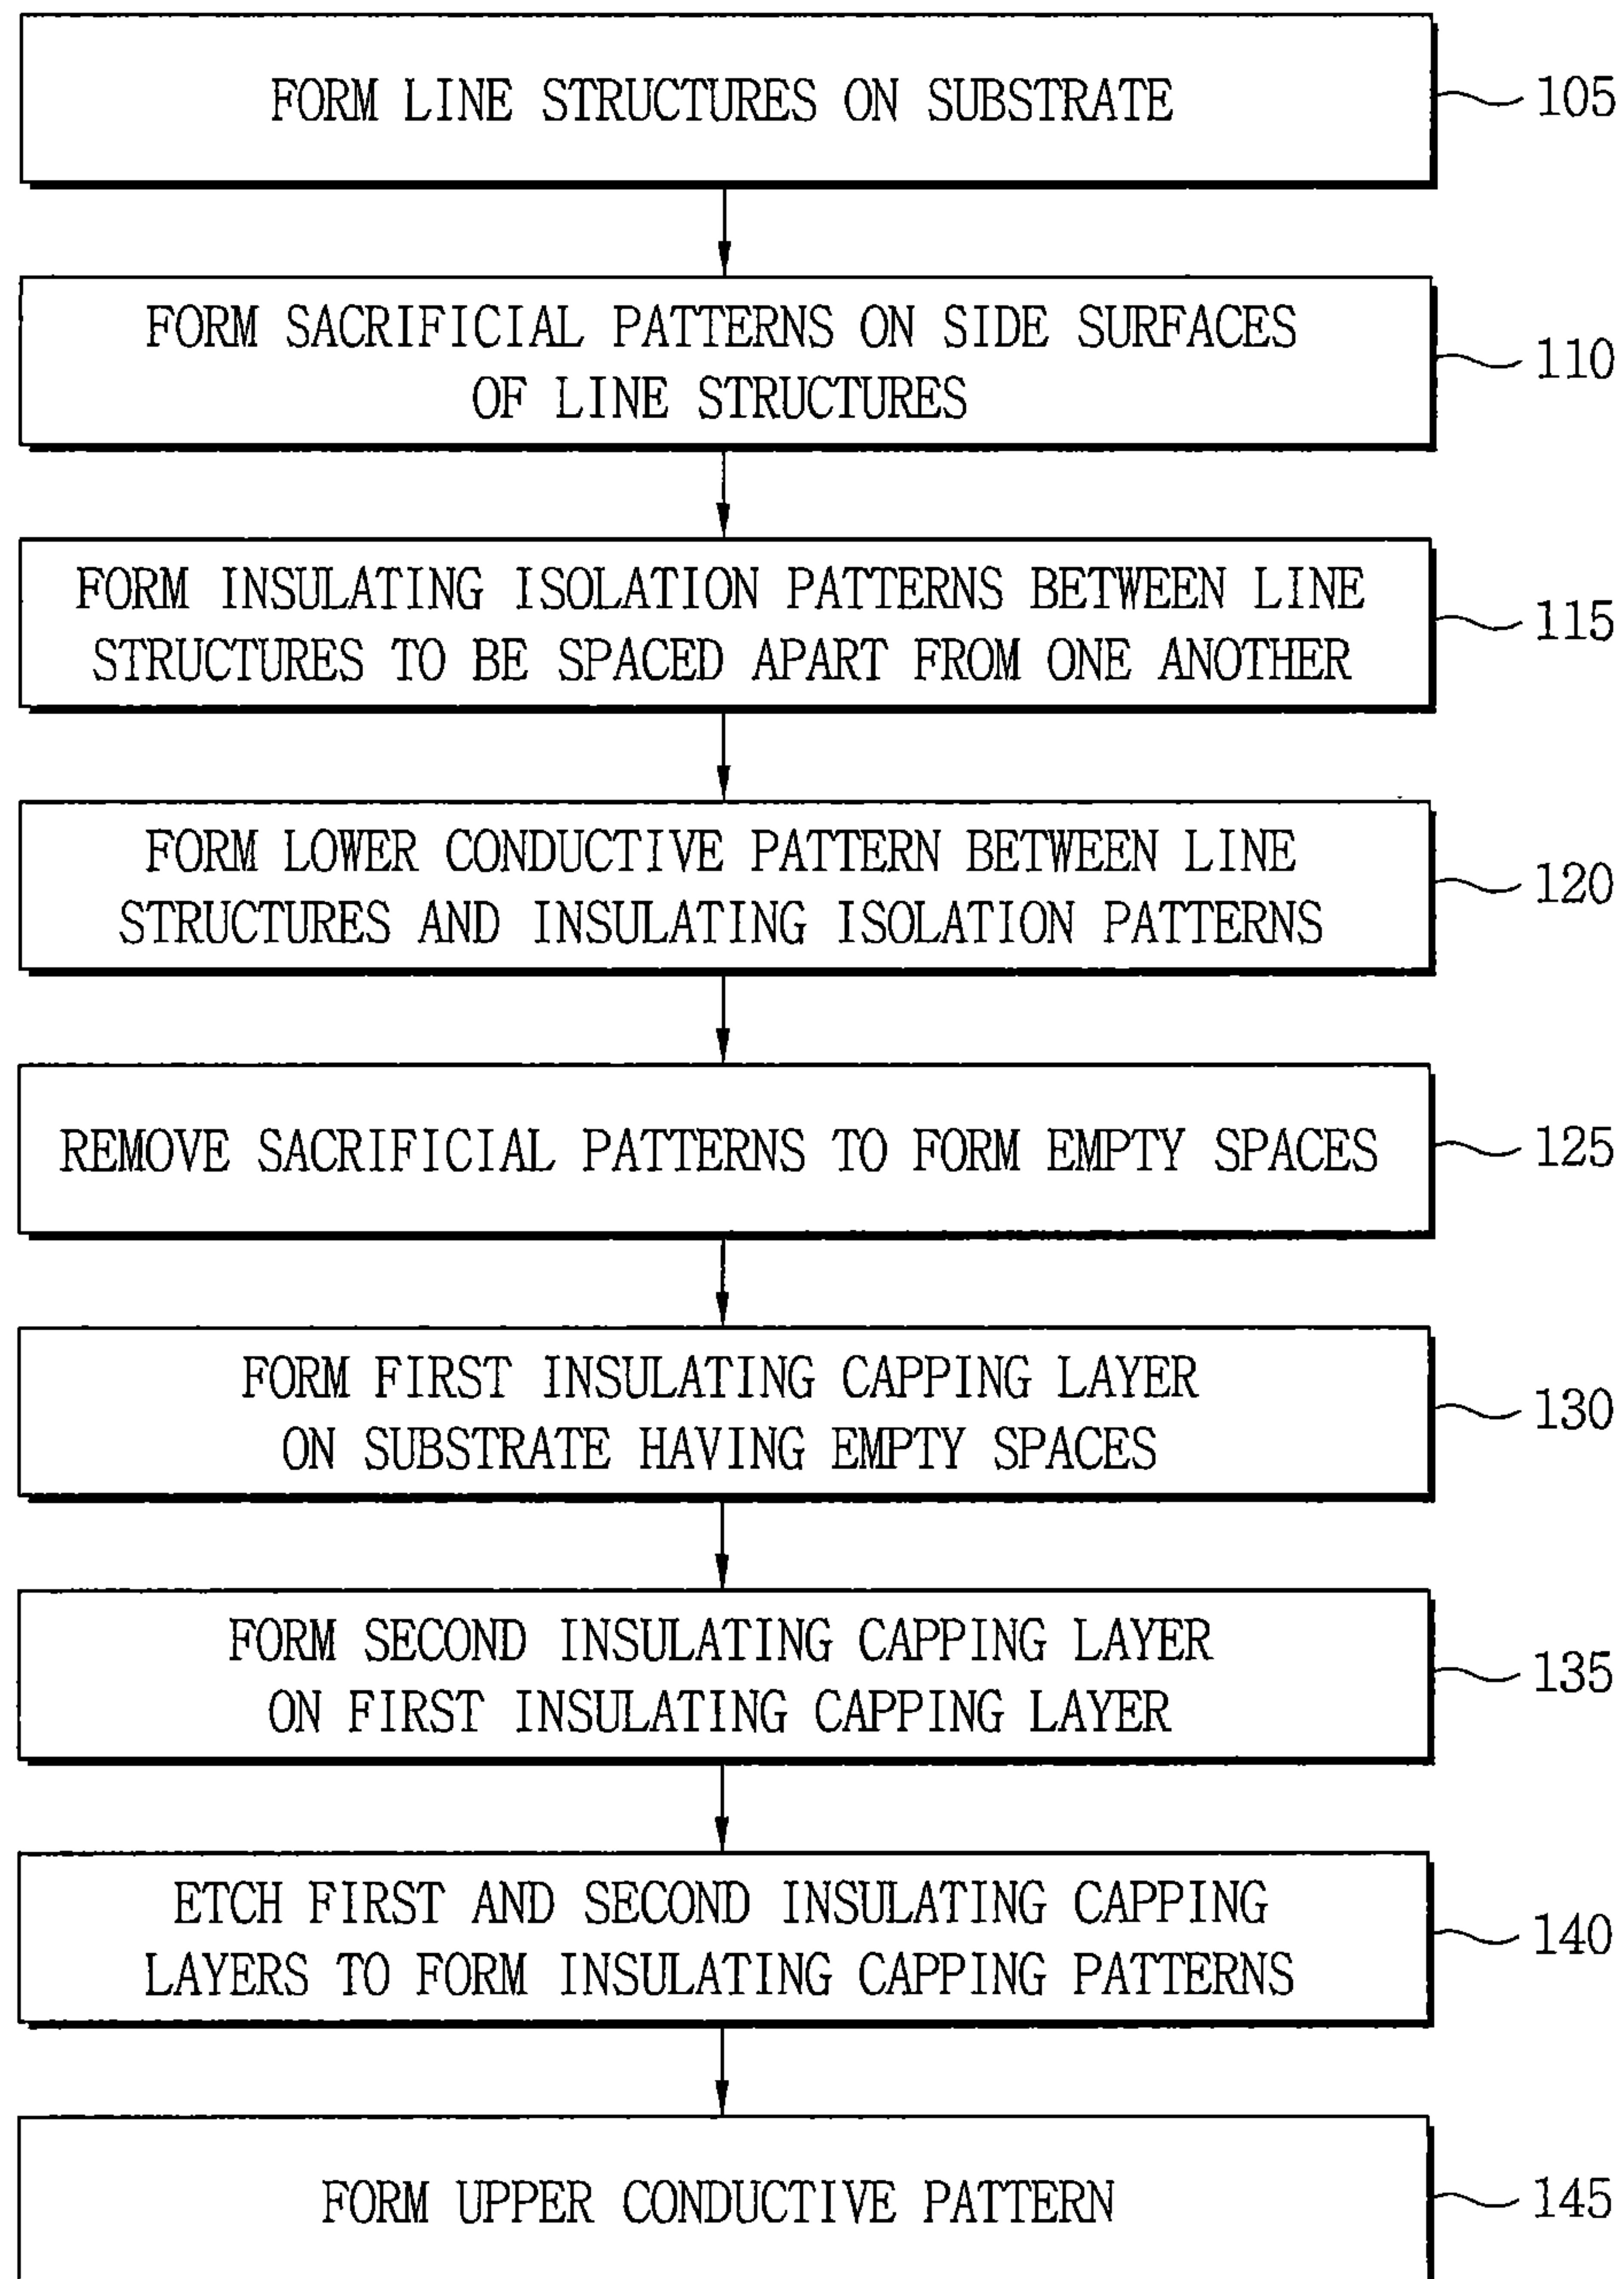 FORM LINE STRUCTURES ON SUBSTRATE
105
FORM SACRIFICIAL PATTERNS ON SIDE SURFACES
OF LINE STRUCTURES
110
FORM INSULATING ISOLATION PATTERNS BETWEEN LINE
STRUCTURES TO BE SPACED APART FROM ONE ANOTHER
115
FORM LOWER CONDUCTIVE PATTERN BETWEEN LINE
STRUCTURES AND INSULATING ISOLATION PATTERNS
120
REMOVE SACRIFICIAL PATTERNS TO FORM EMPTY SPACES
125
FORM FIRST INSULATING CAPPING LAYER
ON SUBSTRATE HAVING EMPTY SPACES
130
FORM SECOND INSULATING CAPPING LAYER
ON FIRST INSULATING CAPPING LAYER
135
ETCH FIRST AND SECOND INSULATING CAPPING
LAYERS TO FORM INSULATING CAPPING PATTERNS
140
FORM UPPER CONDUCTIVE PATTERN
145